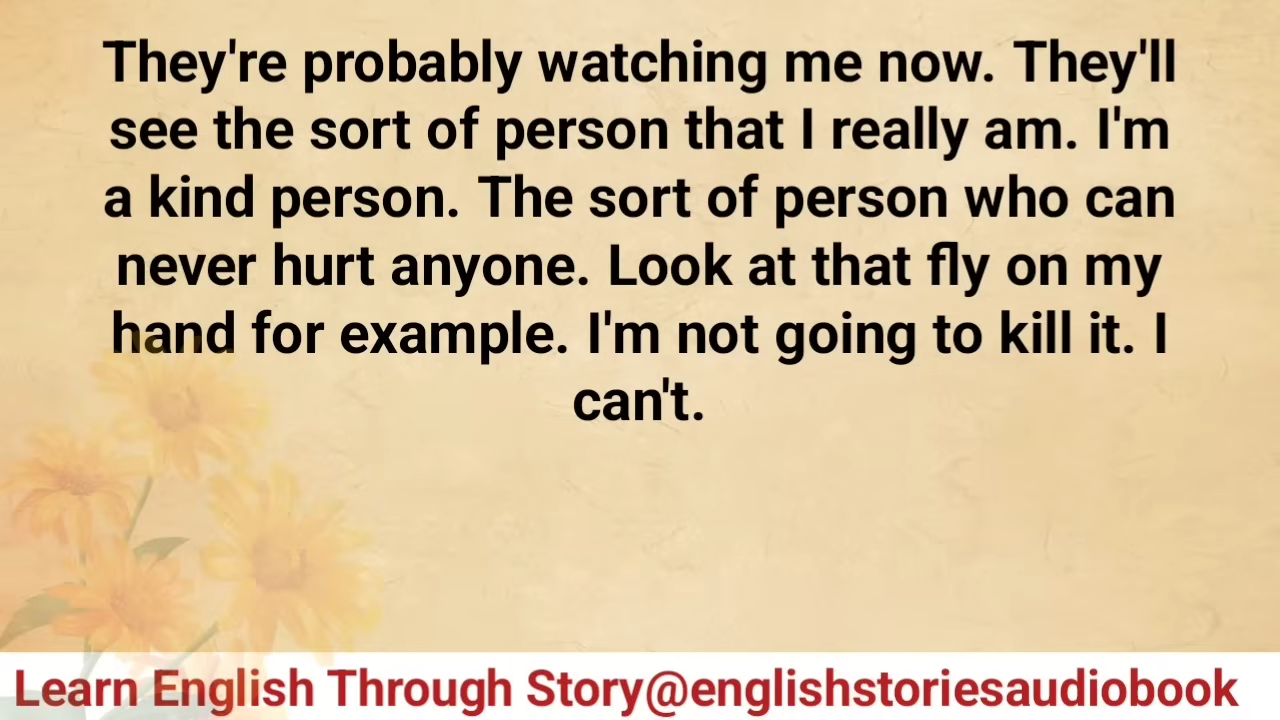 They're probably watching me now. They'll
see the sort of person that I really am. I'm
a kind person. The sort of person who can
never hurt anyone. Look at that fly on my
hand for example. I'm not going to kill it. I
can't.
Learn English Through Story@englishstoriesaudiobook